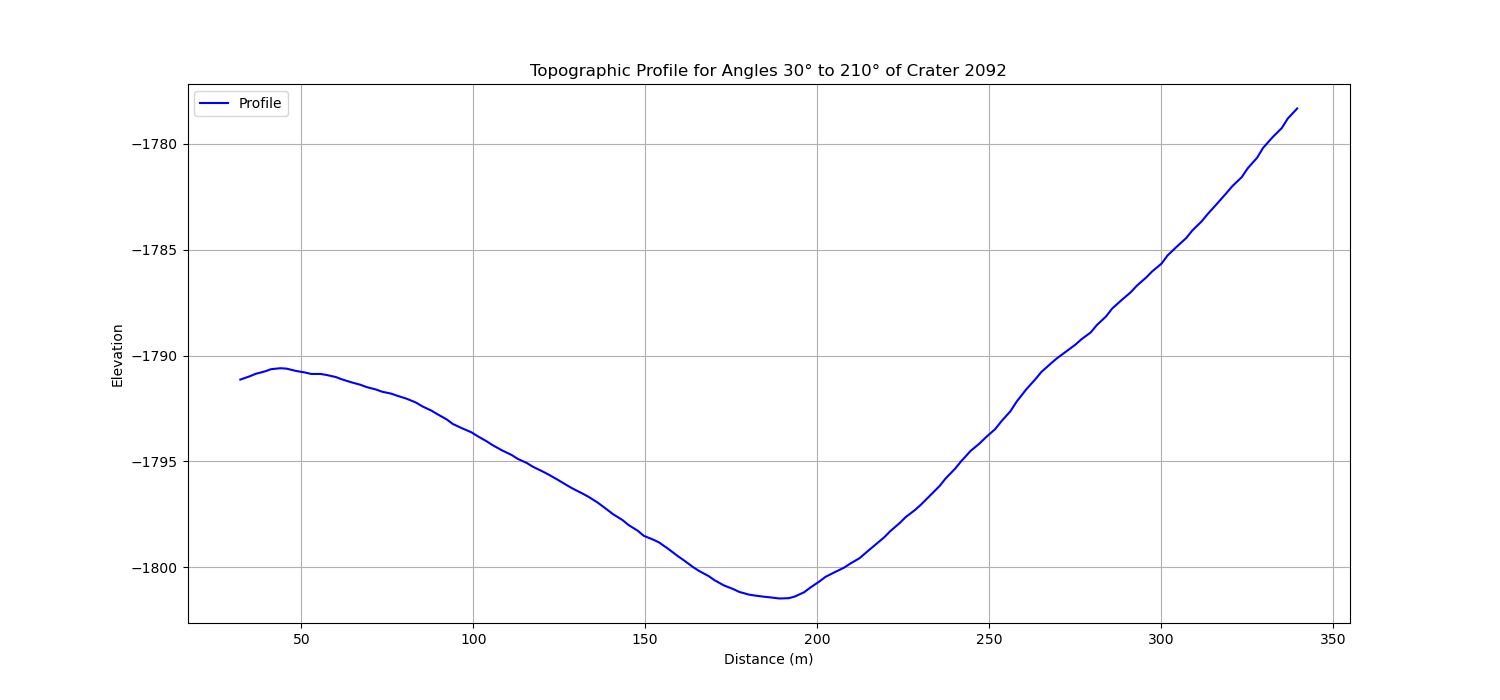 Topographic Profile for Angles 30° to 210° of Crater 2092
Profile
−1780
−1785
−1790
−1795
−1800
Elevation
50 100 150 200 250 300 350
Distance (m)